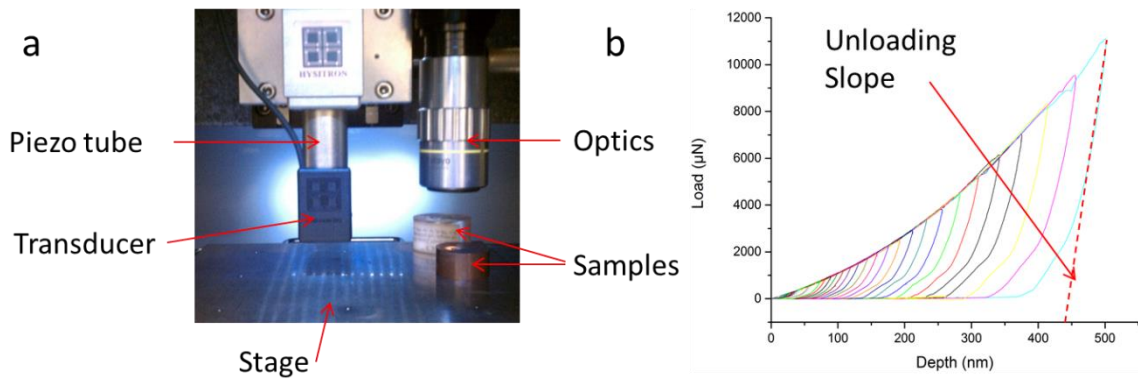 a
HYSITRON
Piezo tube
Transducer
Stage
Optics
Samples
b
Unloading
Slope
12000
10000
8000
6000
4000
2000
0
Load (µN)
0
100
200
300
400
500
Depth (nm)